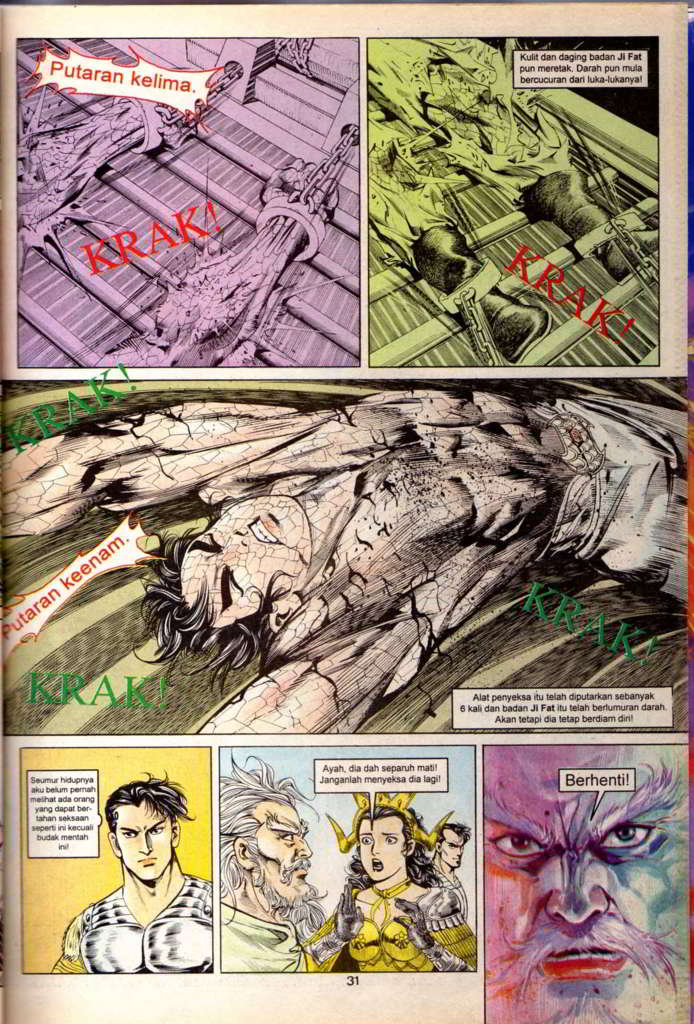 Putaran kelima.
KRAK!
Kulit dan daging badan Ji Fat
pun meretak. Darah pun mula
bercucuran dari luka-lukanya!
KRAK!
KRAK!
Putaran keenam.
KRAK!
KRAK!
Alat penyeksa itu telah diputarkan sebanyak
6 kali dan badan Ji Fat itu telah berlumuran darah.
Akan tetapi dia tetap berdiam diri!
Seumur hidupnya
aku belum pernah
melihat ada orang
yang dapat ber-
tahan seksaan
seperti ini kecuali
budak mentah
ini!
Ayah, dia dah separuh mati!
Janganlah menyeksa dia lagi!
Berhenti!
31